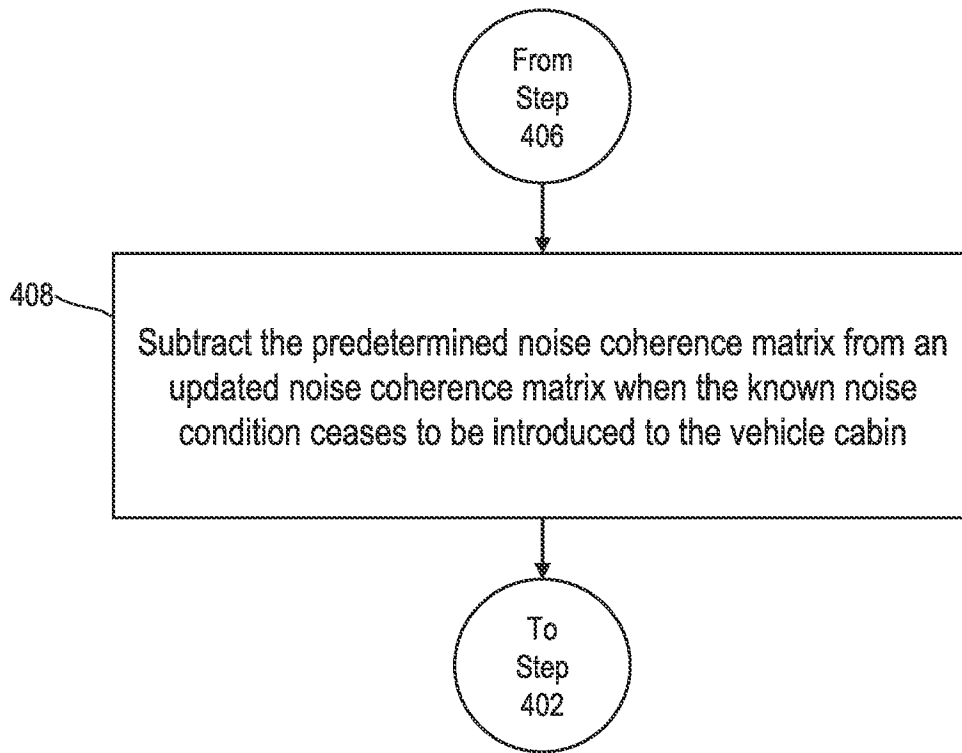 From
Step
406
408
Subtract the predetermined noise coherence matrix from an
updated noise coherence matrix when the known noise
condition ceases to be introduced to the vehicle cabin
To
Step
402